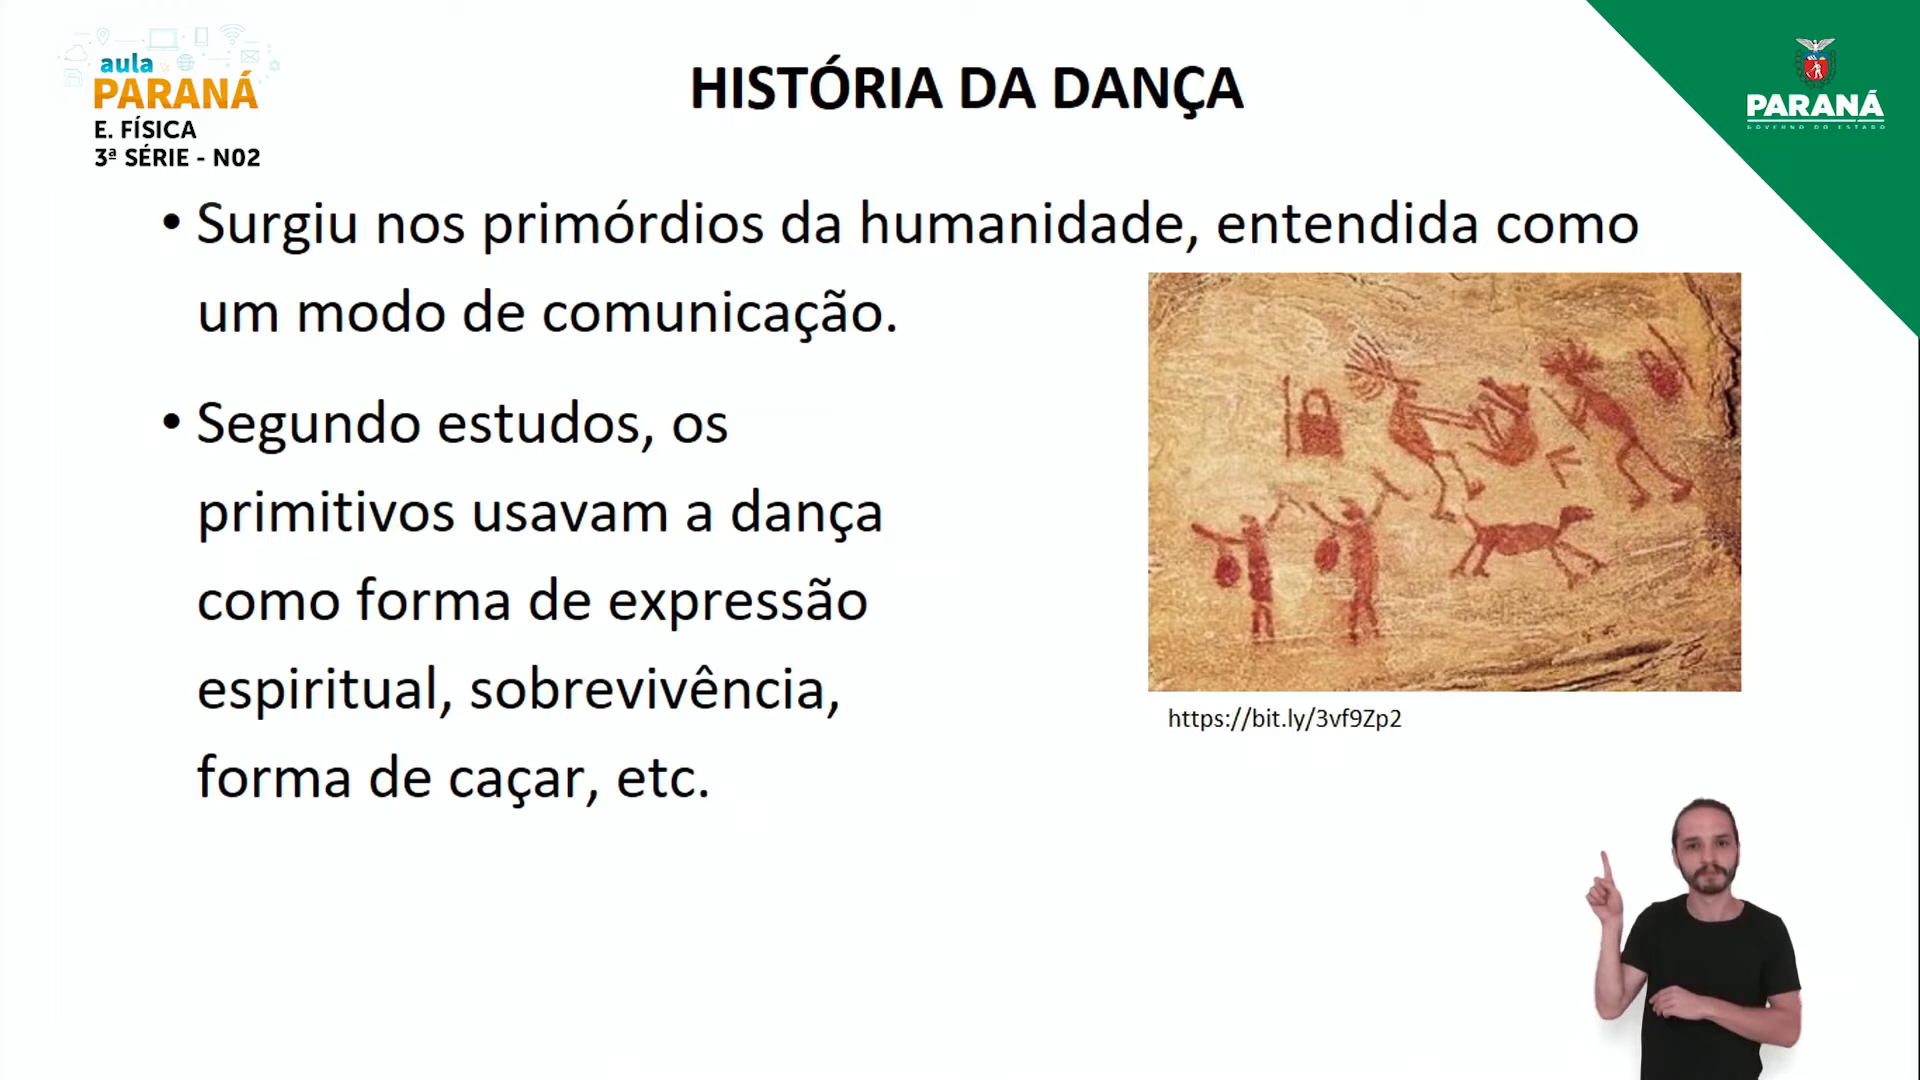 aula
PARANÁ
E. FÍSICA
3ª SÉRIE - N02
HISTÓRIA DA DANÇA
PARANÁ
GOVERNO DO ESTADO
• Surgiu nos primórdios da humanidade, entendida como
um modo de comunicação.
• Segundo estudos, os
primitivos usavam a dança
como forma de expressão
espiritual, sobrevivência,
forma de caçar, etc.
https://bit.ly/3vf9Zp2